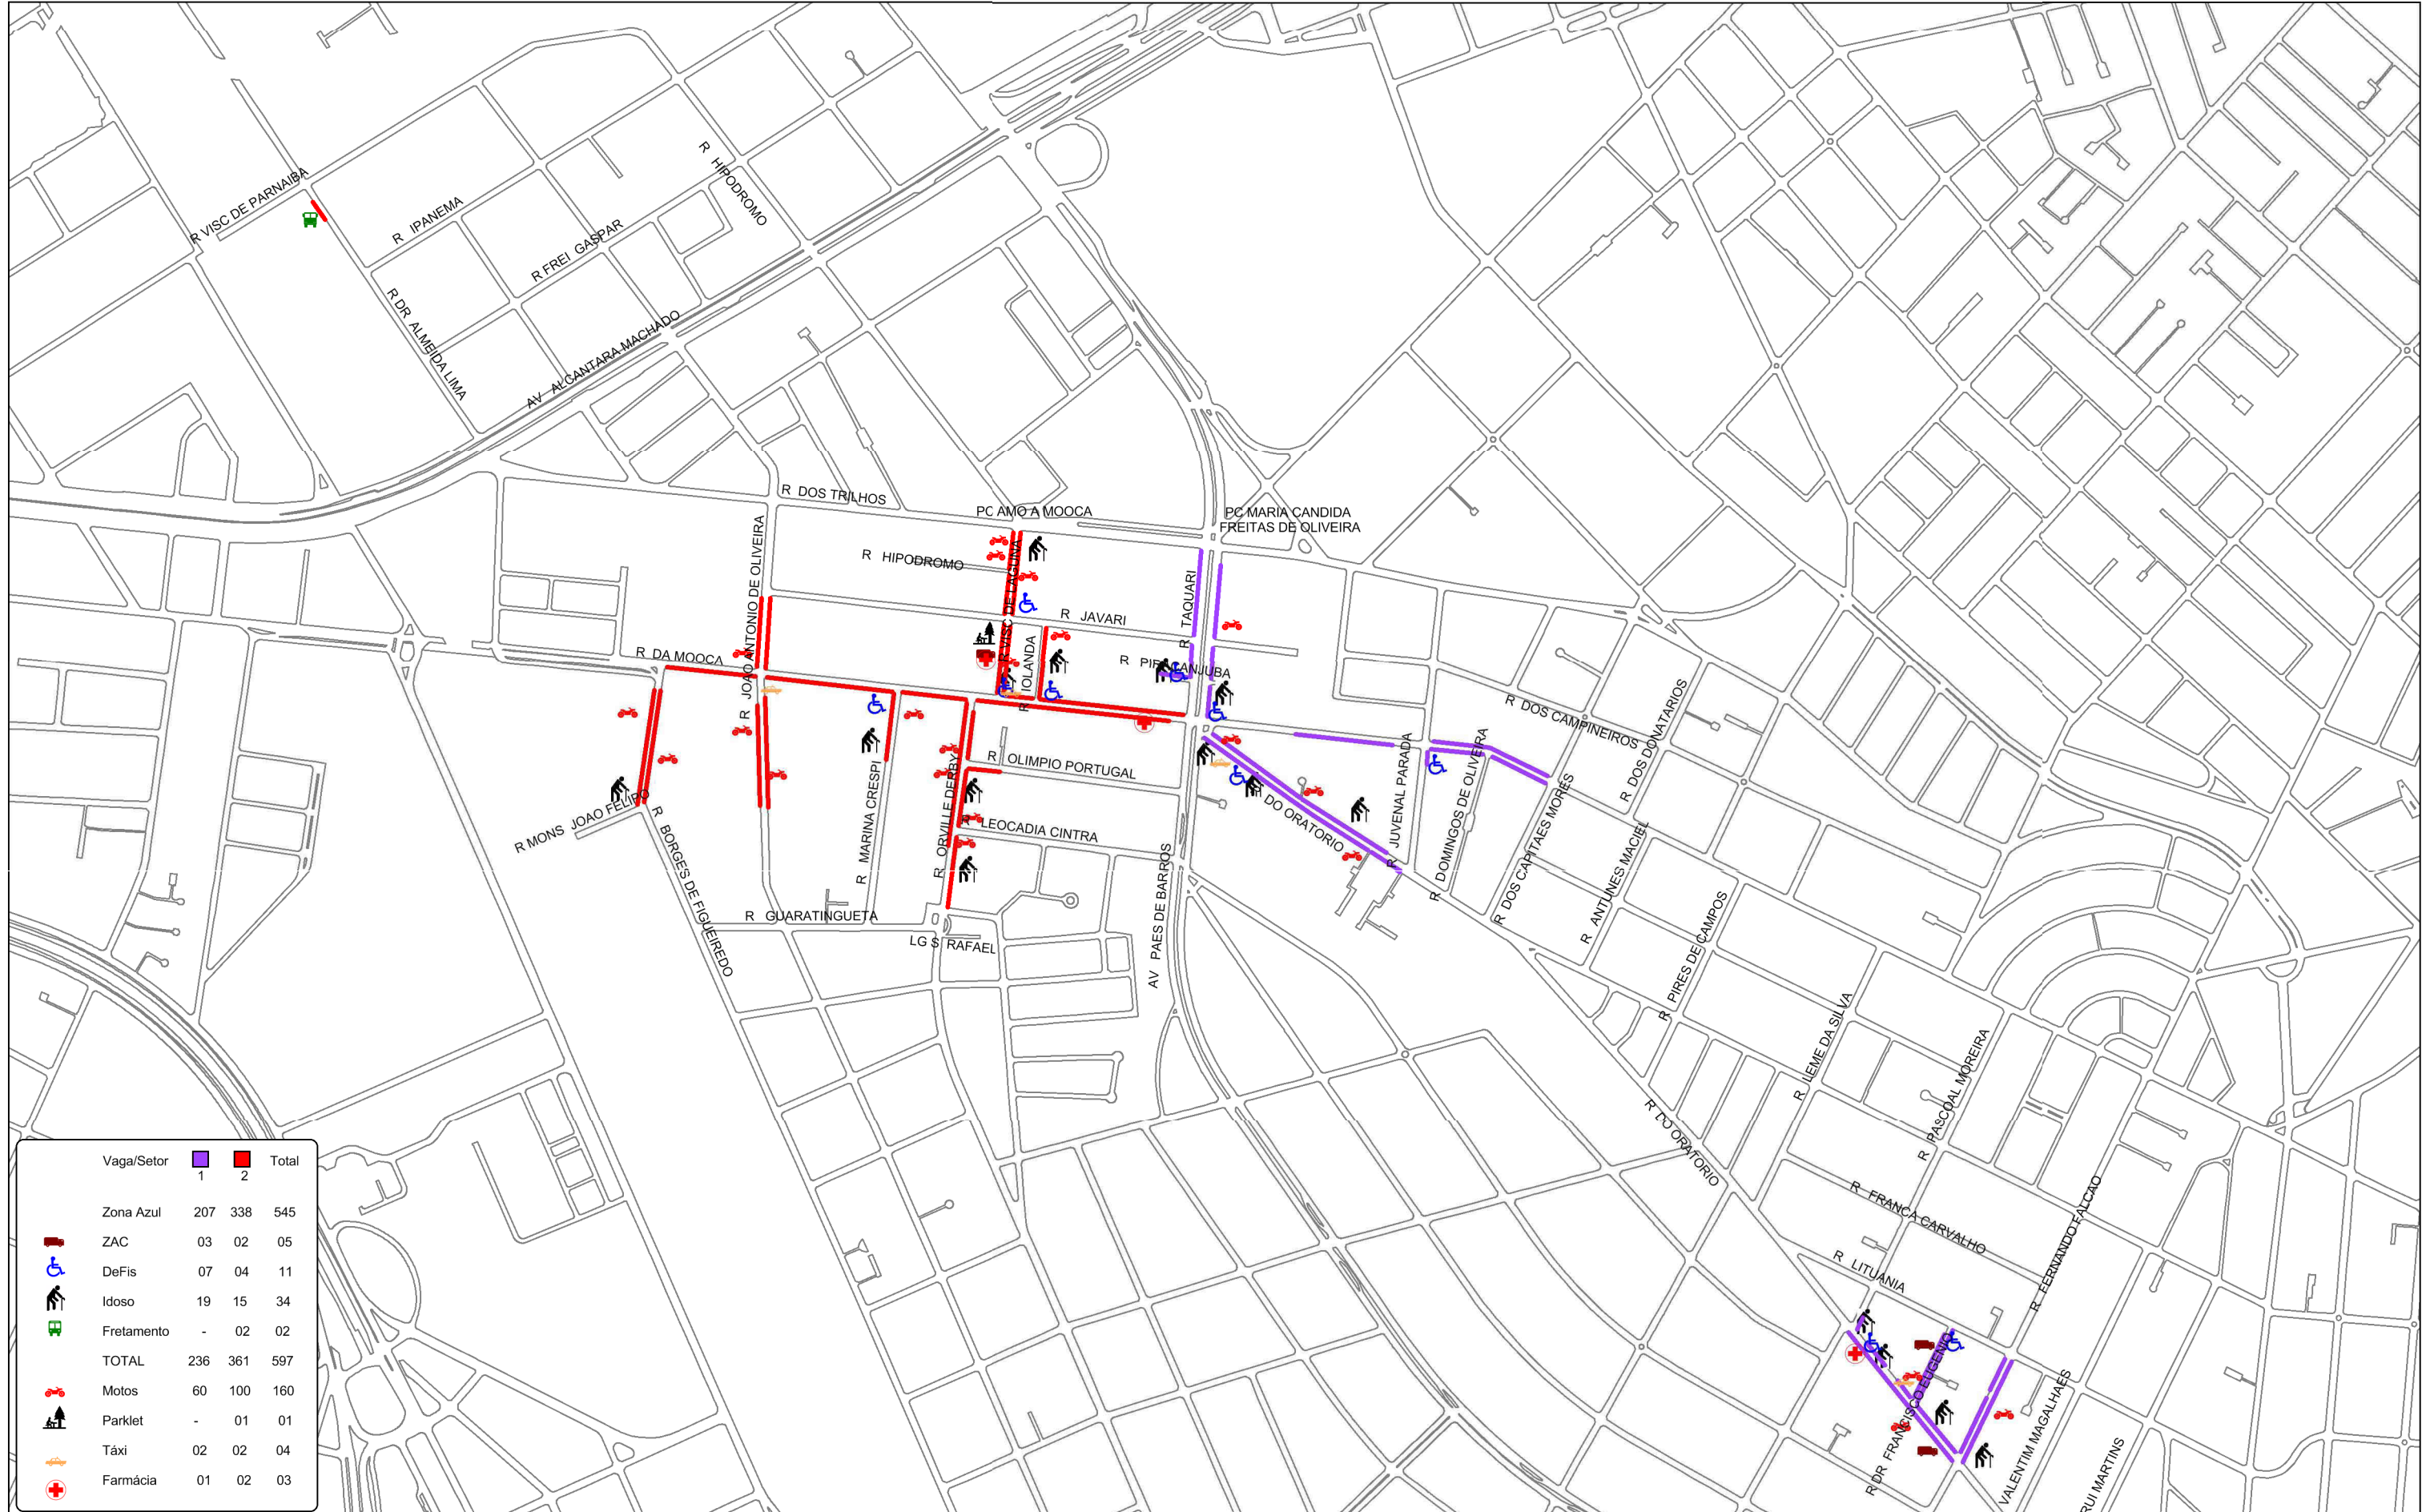 R VISC DE PARNAIBA
R IPANEMA
R FREI GASPAR
R HIPODROMO
R DR ALMEIDA LIMA
AV ALCANTARA MACHADO
R DOS TRILHOS
PC AMO A MOOCA
PC MARIA CANDIDA
FREITAS DE OLIVEIRA
R JOAO ANTONIO DE OLIVEIRA
R HIPODROMO
R VISC DE LAGUNA
R JAVARI
R TAQUARI
R IOLANDA
R DA MOOCA
R DOS CAMPINEIROS
R DOS DONATARIOS
R OLIMPIO PORTUGAL
R MARINA CRESPI
R ORVILLE DERBY
R LEOCADIA CINTRA
R MONS JOAO FELIPO
R BORGES DE FIGUEIREDO
R GUARATINGUETA
LG S RAFAEL
AV PAES DE BARROS
DO ORATORIO
R JUVENAL PARADA
R DOMINGOS DE OLIVEIRA
R DOS CAPITAES MORES
R ANTUNES MACIEL
R PIRES DE CAMPOS
R LEME DA SILVA
R PASCOAL MOREIRA
R DO ORATORIO
R FRANCA CARVALHO
R LITUANIA
R FERNANDO FALCAO
R DR FRANCISCO EUGENIO
VALENTIM MAGALHAES
RUI MARTINS
Vaga/Setor 1 2 Total
Zona Azul 207 338 545
ZAC 03 02 05
DeFis 07 04 11
Idoso 19 15 34
Fretamento - 02 02
TOTAL 236 361 597
Motos 60 100 160
Parklet - 01 01
Táxi 02 02 04
Farmácia 01 02 03